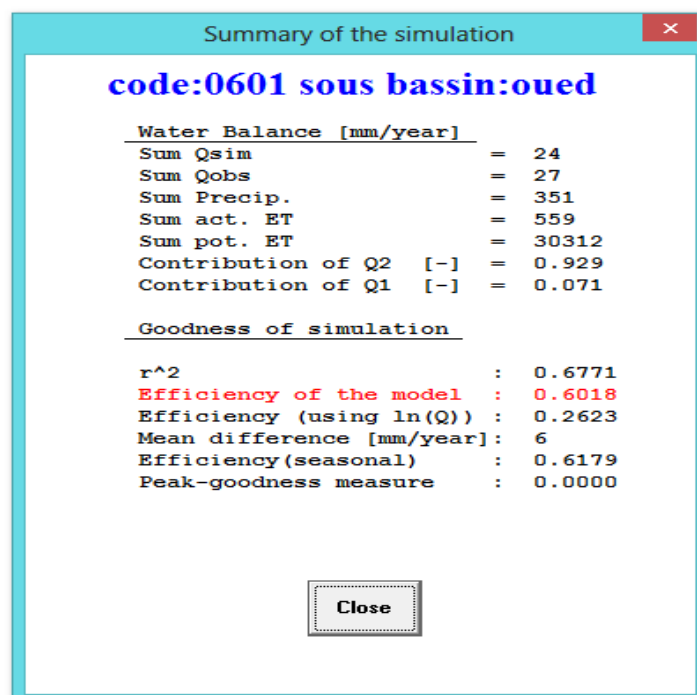 Summary of the simulation
×
code:0601 sous bassin:oued
Water Balance [mm/year]
Sum Qsim = 24
Sum Qobs = 27
Sum Precip. = 351
Sum act. ET = 559
Sum pot. ET = 30312
Contribution of Q2 [-] = 0.929
Contribution of Q1 [-] = 0.071
Goodness of simulation
r^2 : 0.6771
Efficiency of the model : 0.6018
Efficiency (using ln(Q)) : 0.2623
Mean difference [mm/year]: 6
Efficiency(seasonal) : 0.6179
Peak-goodness measure : 0.0000
Close